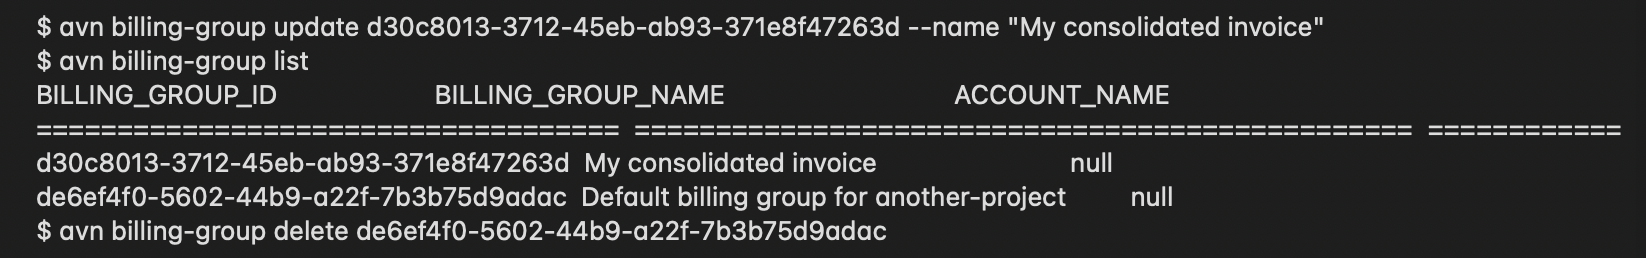 $ avn billing-group update d30c8013-3712-45eb-ab93-371e8f47263d --name "My consolidated invoice"
$ avn billing-group list
BILLING_GROUP_ID                      BILLING_GROUP_NAME                              ACCOUNT_NAME
====================================  ================================================  ============
d30c8013-3712-45eb-ab93-371e8f47263d  My consolidated invoice                          null
de6ef4f0-5602-44b9-a22f-7b3b75d9adac  Default billing group for another-project        null
$ avn billing-group delete de6ef4f0-5602-44b9-a22f-7b3b75d9adac